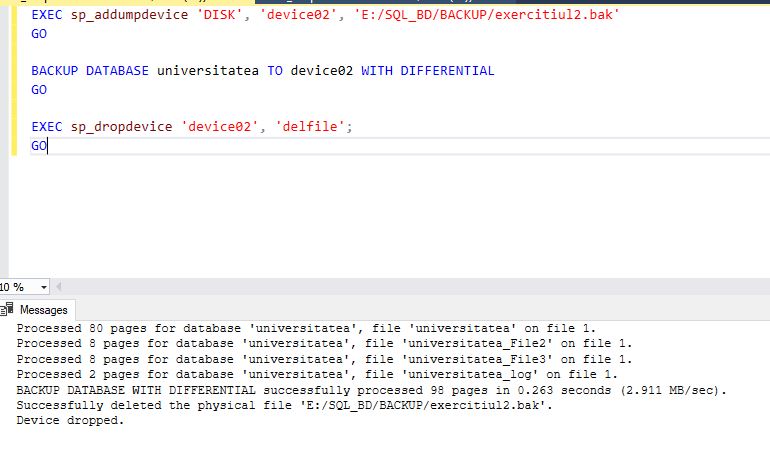 EXEC sp_addumpdevice 'DISK', 'device02', 'E:/SQL_BD/BACKUP/exercitiul2.bak'
GO
BACKUP DATABASE universitatea TO device02 WITH DIFFERENTIAL
GO
EXEC sp_dropdevice 'device02', 'delfile';
GO
10 %
Messages
Processed 80 pages for database 'universitatea', file 'universitatea' on file 1.
Processed 8 pages for database 'universitatea', file 'universitatea_File2' on file 1.
Processed 8 pages for database 'universitatea', file 'universitatea_File3' on file 1.
Processed 2 pages for database 'universitatea', file 'universitatea_log' on file 1.
BACKUP DATABASE WITH DIFFERENTIAL successfully processed 98 pages in 0.263 seconds (2.911 MB/sec).
Successfully deleted the physical file 'E:/SQL_BD/BACKUP/exercitiul2.bak'.
Device dropped.